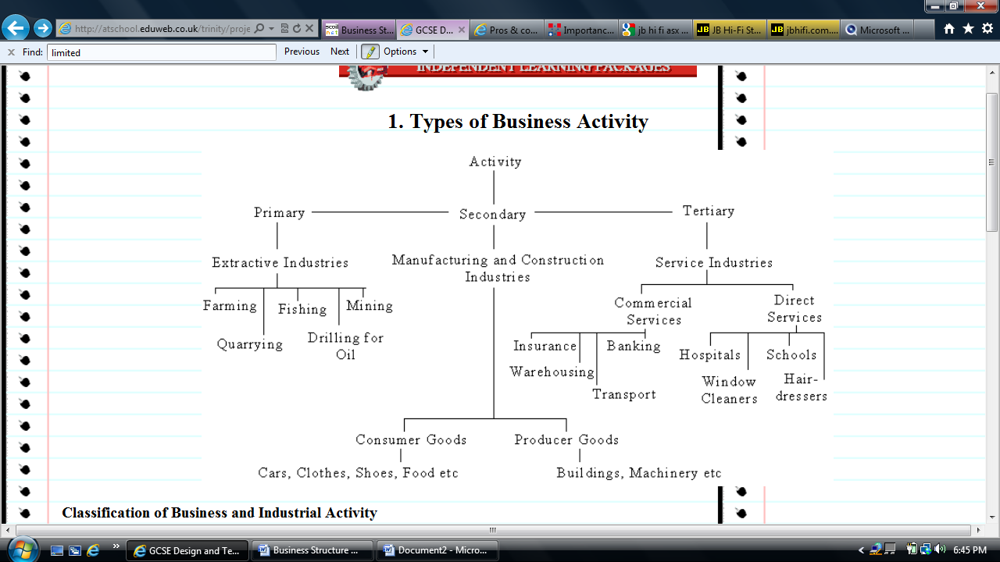 http://atschool.eduweb.co.uk/trinity/proje
Business St...
GCSE D...
Pros & co...
Importanc...
jb hi fi asx ...
JB Hi-Fi St...
jbhifi.com....
Microsoft ...
Find: limited Previous Next Options
INDEPENDENT LEARNING PACKAGES
1. Types of Business Activity
Activity
Primary Secondary Tertiary
Extractive Industries
Manufacturing and Construction
Industries
Service Industries
Farming
Fishing
Mining
Quarrying
Drilling for
Oil
Commercial
Services
Direct
Services
Insurance
Banking
Warehousing
Transport
Hospitals
Schools
Window
Cleaners
Hair-
dressers
Consumer Goods
Producer Goods
Cars, Clothes, Shoes, Food etc
Buildings, Machinery etc
Classification of Business and Industrial Activity
GCSE Design and Te...
Business Structure ...
Document2 - Micro...
6:45 PM